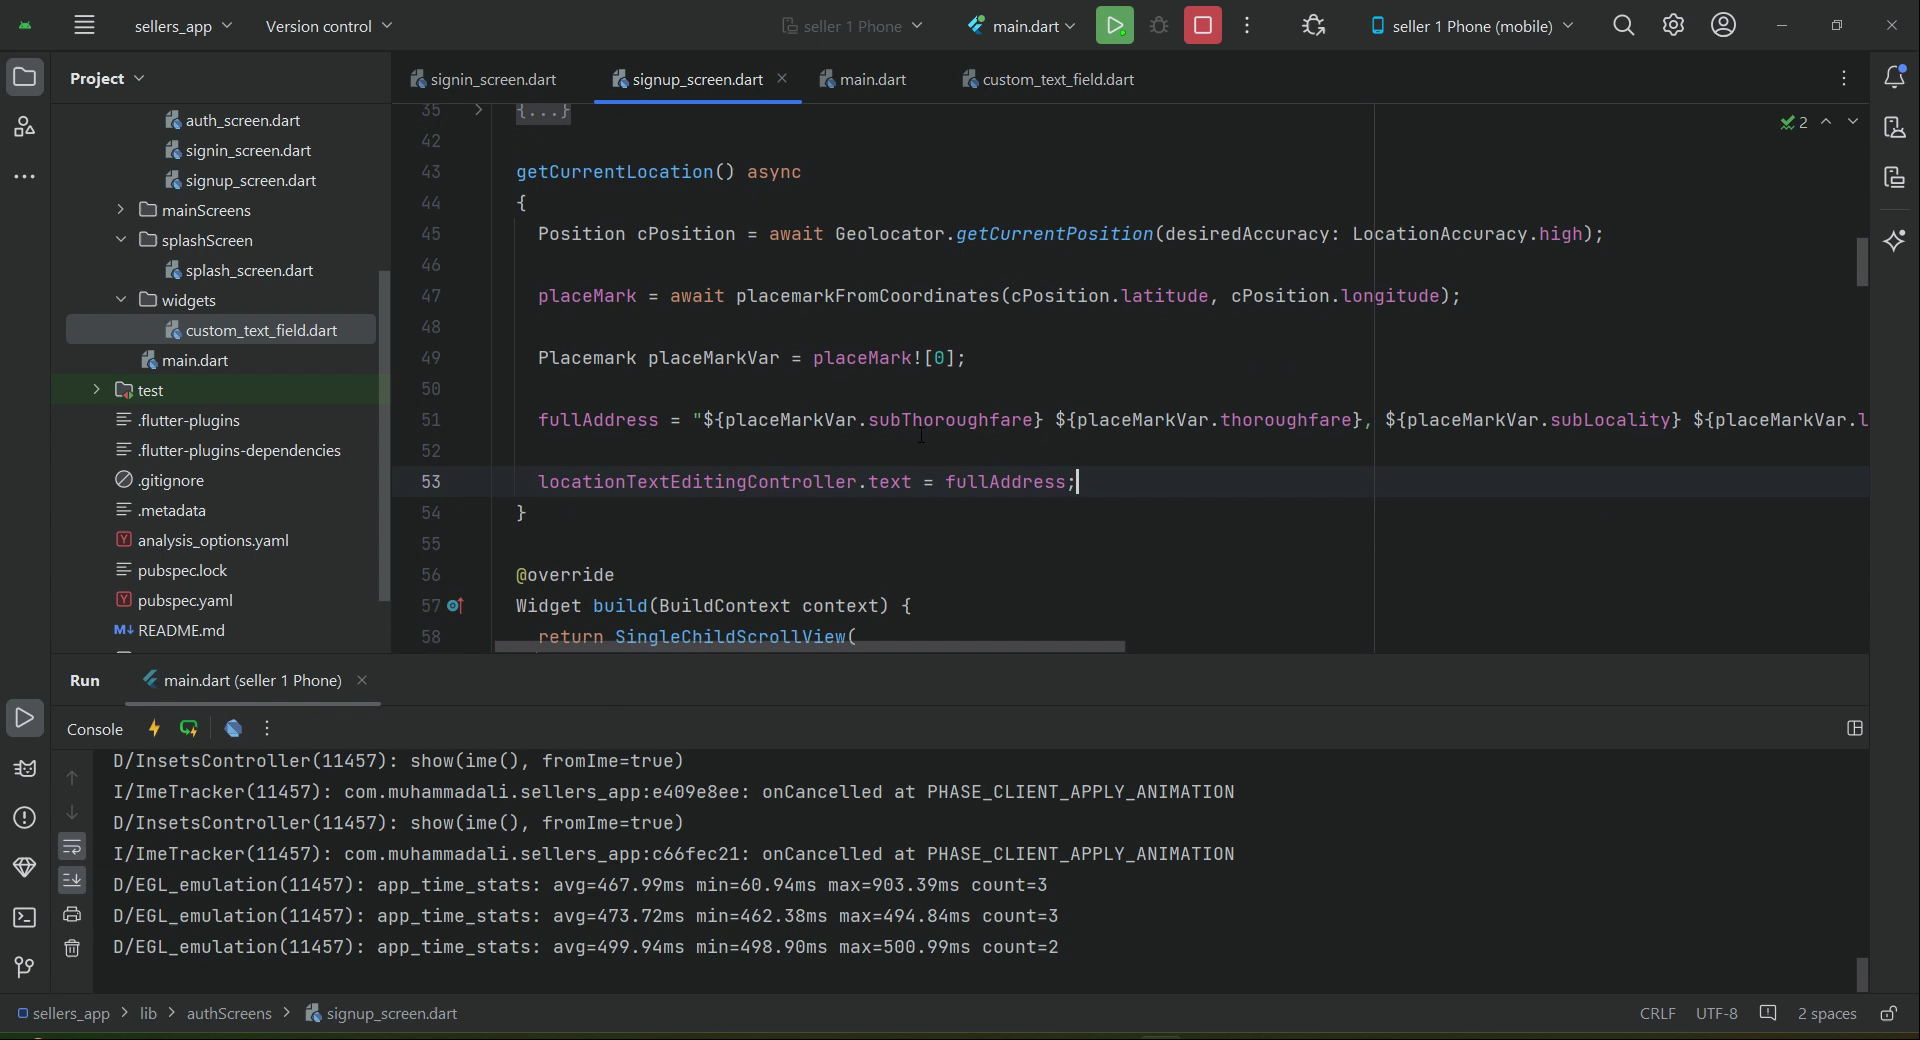 sellers_app
Version control
seller 1 Phone
main.dart
seller 1 Phone (mobile)
Project
signin_screen.dart
signup_screen.dart
main.dart
custom_text_field.dart
auth_screen.dart
signin_screen.dart
signup_screen.dart
mainScreens
splashScreen
splash_screen.dart
widgets
custom_text_field.dart
main.dart
test
.flutter-plugins
.flutter-plugins-dependencies
.gitignore
.metadata
analysis_options.yaml
pubspec.lock
pubspec.yaml
M↓ README.md
2
35 {...}
42
43 getCurrentLocation() async
44 {
45 Position cPosition = await Geolocator.getCurrentPosition(desiredAccuracy: LocationAccuracy.high);
46
47 placeMark = await placemarkFromCoordinates(cPosition.latitude, cPosition.longitude);
48
49 Placemark placeMarkVar = placeMark![0];
50
51 fullAddress = "${placeMarkVar.subThoroughfare} ${placeMarkVar.thoroughfare}, ${placeMarkVar.subLocality} ${placeMarkVar.l
52
53 locationTextEditingController.text = fullAddress;
54 }
55
56 @override
57 Widget build(BuildContext context) {
58 return SingleChildScrollView(
Run
main.dart (seller 1 Phone)
Console
D/InsetsController(11457): show(ime(), fromIme=true)
I/ImeTracker(11457): com.muhammadali.sellers_app:e409e8ee: onCancelled at PHASE_CLIENT_APPLY_ANIMATION
D/InsetsController(11457): show(ime(), fromIme=true)
I/ImeTracker(11457): com.muhammadali.sellers_app:c66fec21: onCancelled at PHASE_CLIENT_APPLY_ANIMATION
D/EGL_emulation(11457): app_time_stats: avg=467.99ms min=60.94ms max=903.39ms count=3
D/EGL_emulation(11457): app_time_stats: avg=473.72ms min=462.38ms max=494.84ms count=3
D/EGL_emulation(11457): app_time_stats: avg=499.94ms min=498.90ms max=500.99ms count=2
sellers_app > lib > authScreens > signup_screen.dart
CRLF
UTF-8
2 spaces